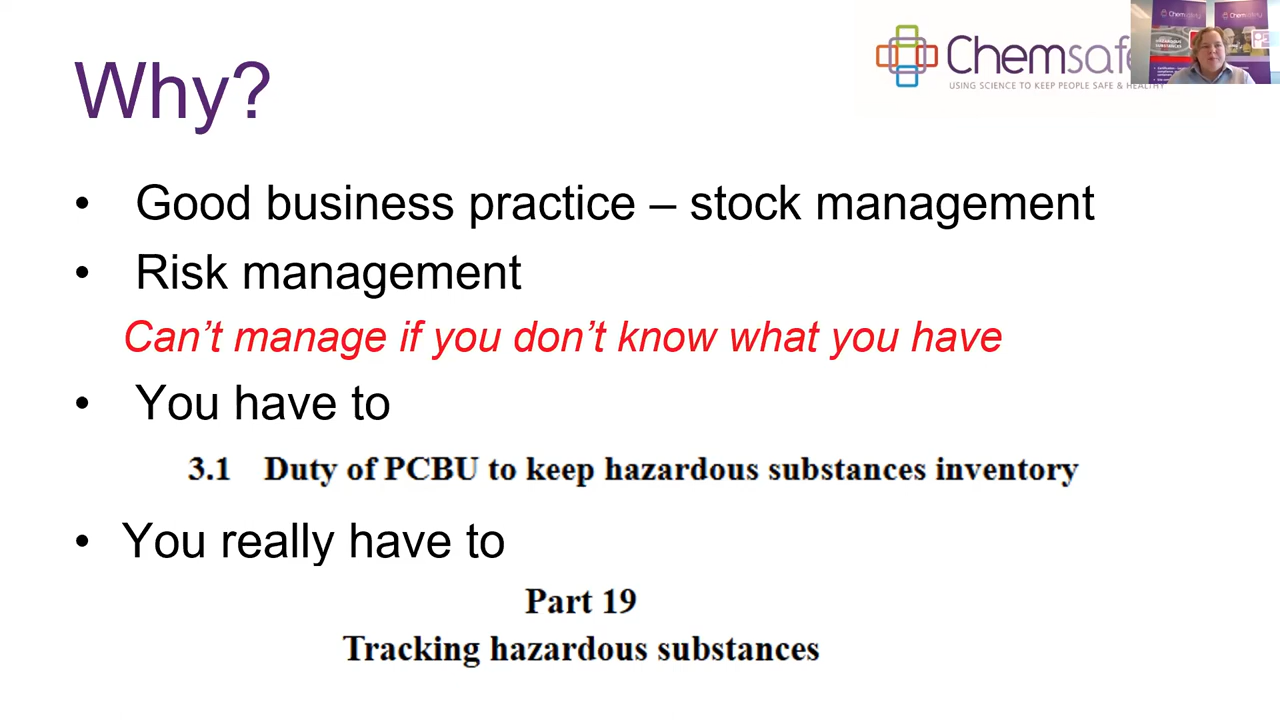 Why?
Chemsafe
USING SCIENCE TO KEEP PEOPLE SAFE & HEALTHY
• Good business practice – stock management
• Risk management
Can’t manage if you don’t know what you have
• You have to
3.1 Duty of PCBU to keep hazardous substances inventory
• You really have to
Part 19
Tracking hazardous substances